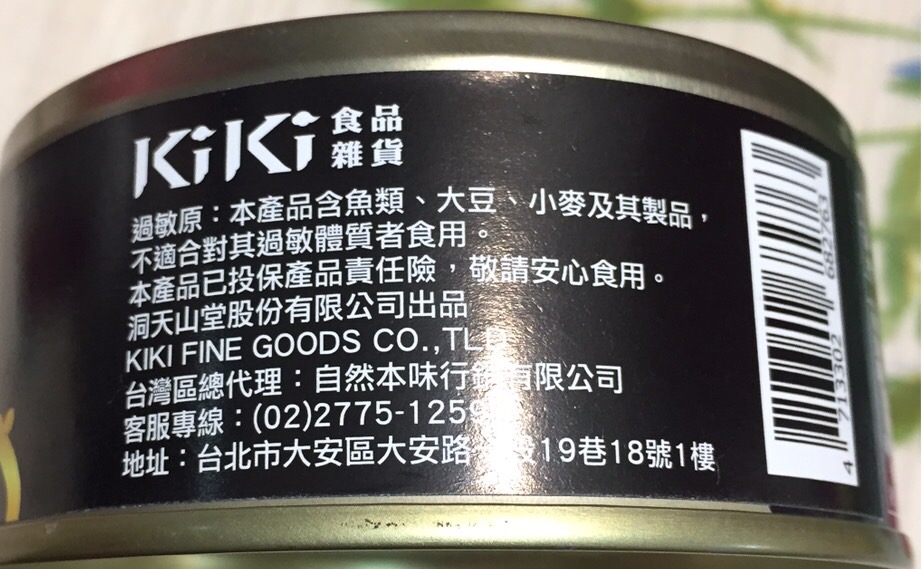 KiKi 食品雜貨
過敏原：本產品含魚類、大豆、小麥及其製品，
不適合對其過敏體質者食用。
本產品已投保產品責任險，敬請安心食用。
洞天山堂股份有限公司出品
KIKI FINE GOODS CO.,TL
台灣區總代理：自然本味行 有限公司
客服專線：(02)2775-1259
地址：台北市大安區大安路 段19巷18號1樓
4 713302 682763